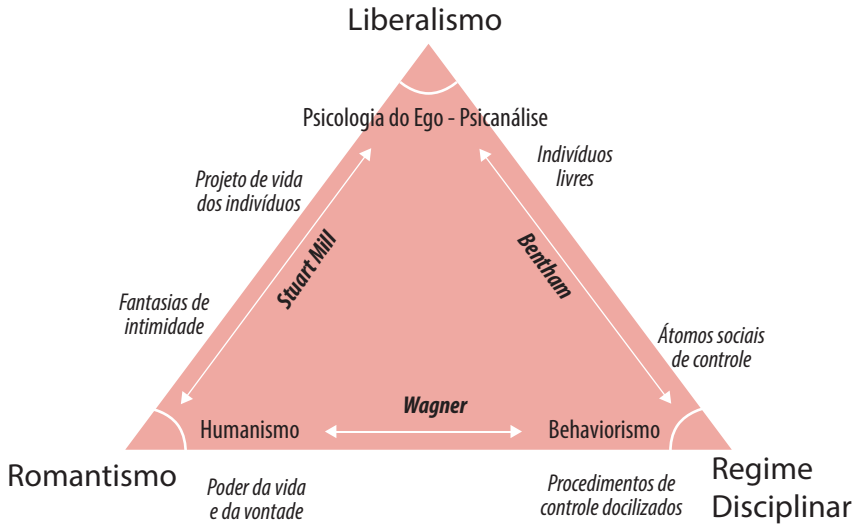 Liberalismo
Psicologia do Ego - Psicanálise
Projeto de vida
dos indivíduos
Indivíduos
livres
Stuart Mill
Bentham
Fantasias de
intimidade
Átomos sociais
de controle
Wagner
Humanismo
Behaviorismo
Romantismo
Poder da vida
e da vontade
Procedimentos de
controle docilizados
Regime
Disciplinar